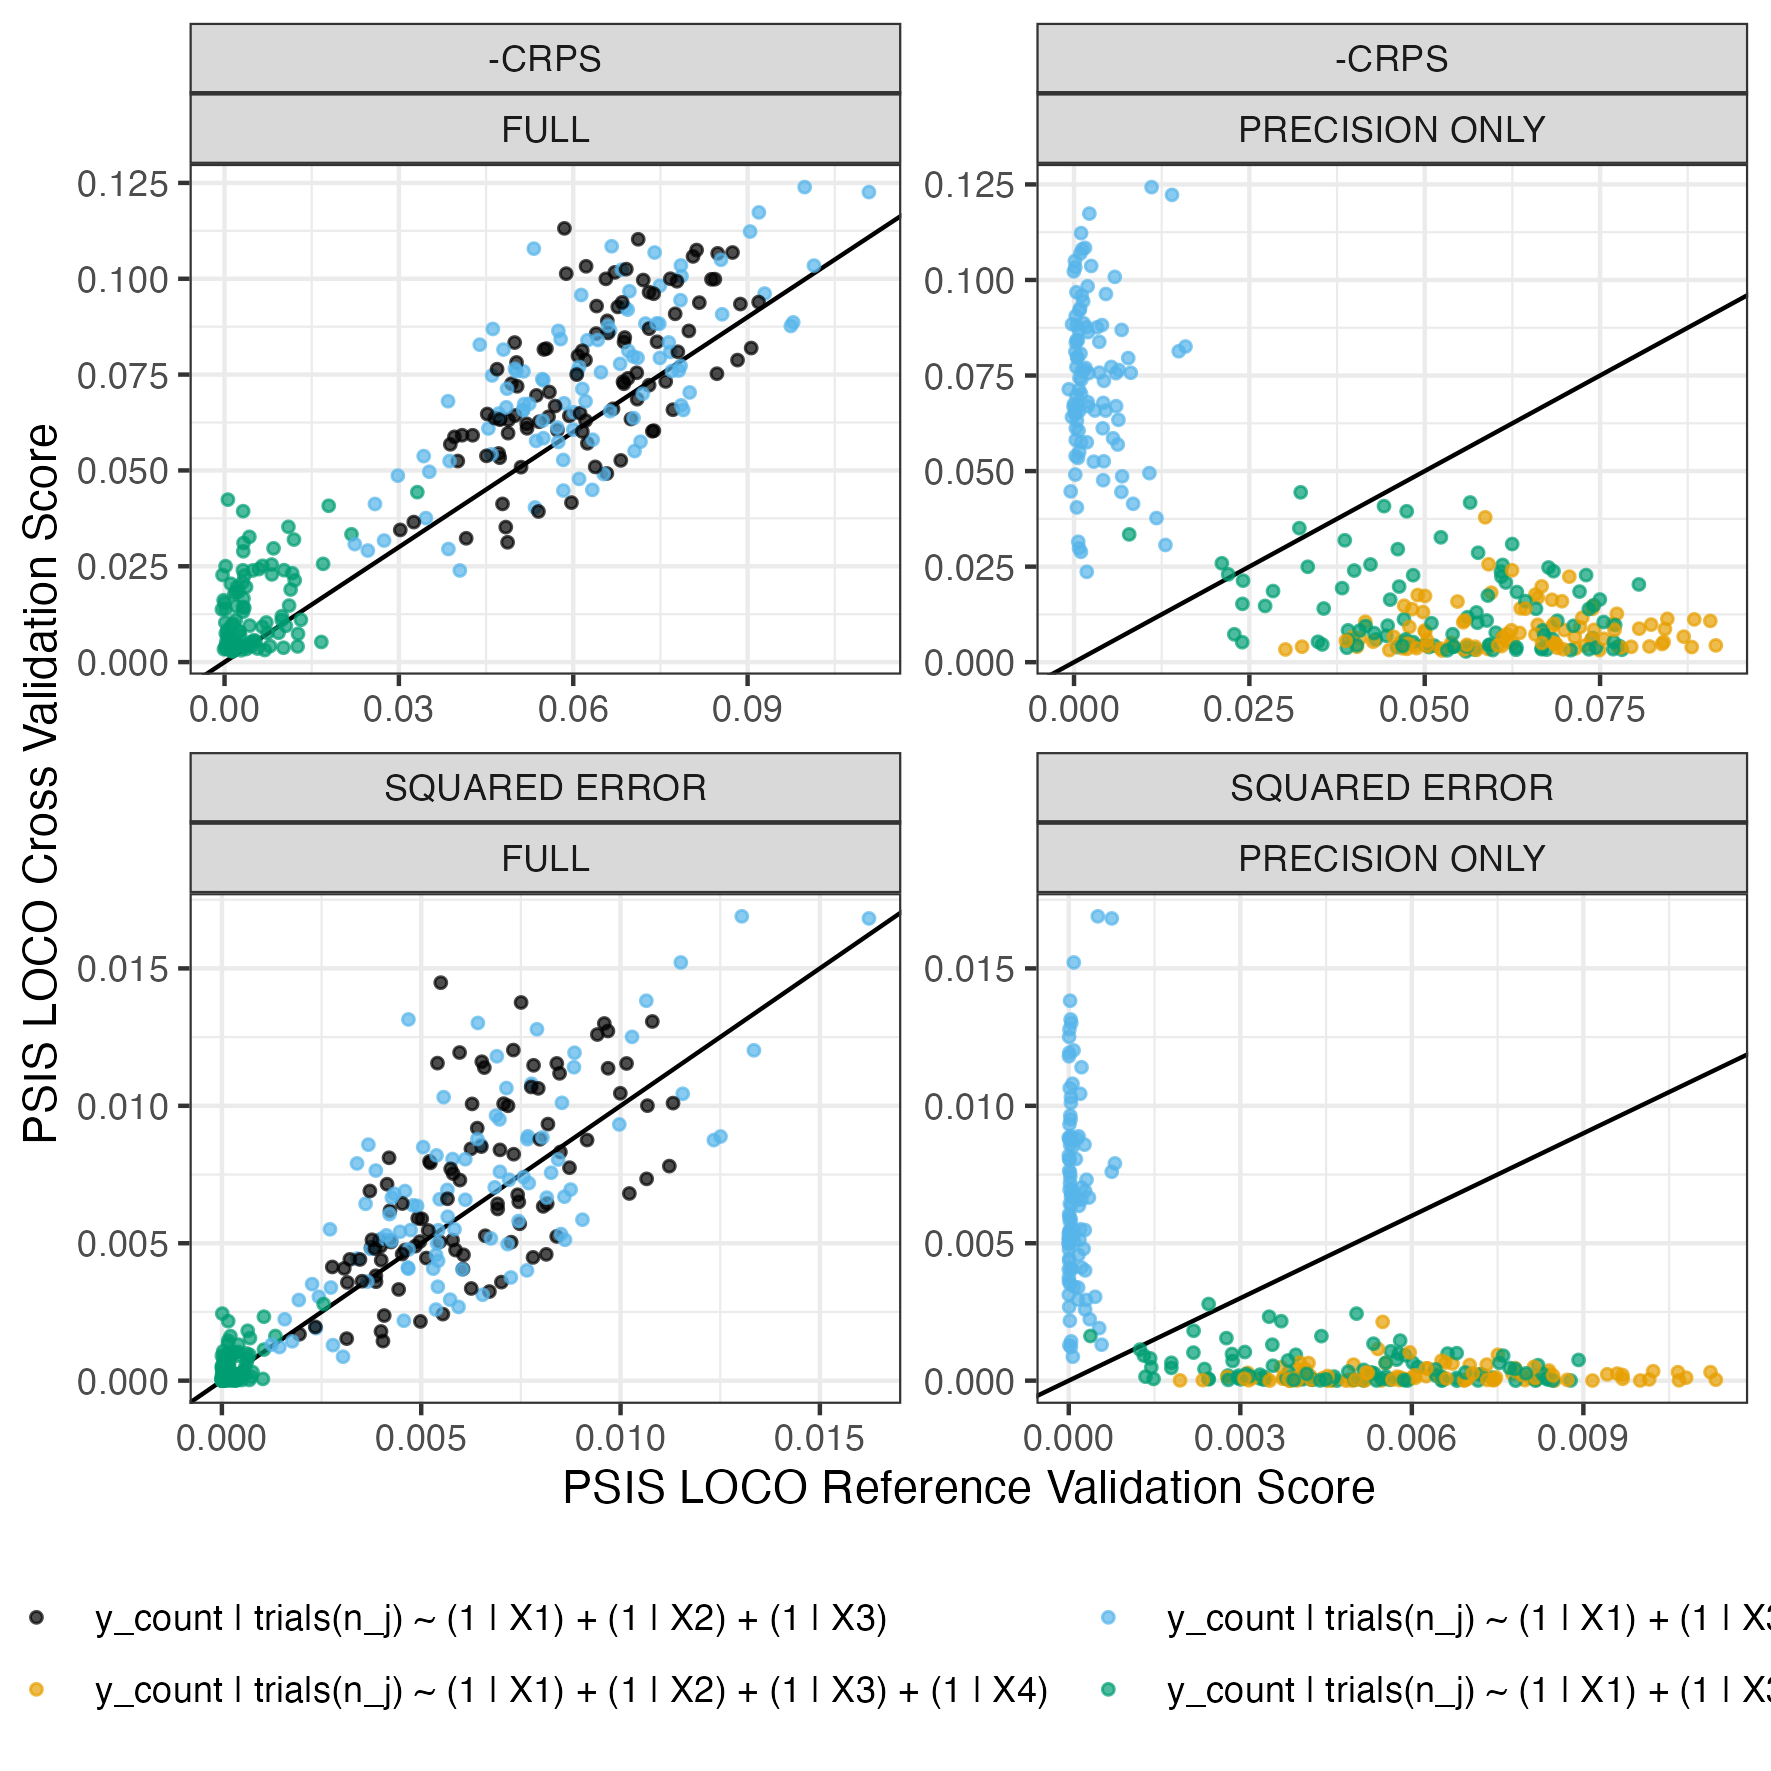 -CRPS
-CRPS
FULL
PRECISION ONLY
0.125
0.100
0.075
0.050
0.025
0.000
0.125
0.100
0.075
0.050
0.025
0.000
0.00 0.03 0.06 0.09
0.000 0.025 0.050 0.075
SQUARED ERROR
SQUARED ERROR
FULL
PRECISION ONLY
0.015
0.010
0.005
0.000
0.015
0.010
0.005
0.000
0.000 0.005 0.010 0.015
0.000 0.003 0.006 0.009
PSIS LOCO Cross Validation Score
PSIS LOCO Reference Validation Score
y_count | trials(n_j) ~ (1 | X1) + (1 | X2) + (1 | X3)
y_count | trials(n_j) ~ (1 | X1) + (1 |
y_count | trials(n_j) ~ (1 | X1) + (1 | X2) + (1 | X3) + (1 | X4)
y_count | trials(n_j) ~ (1 | X1) + (1 |